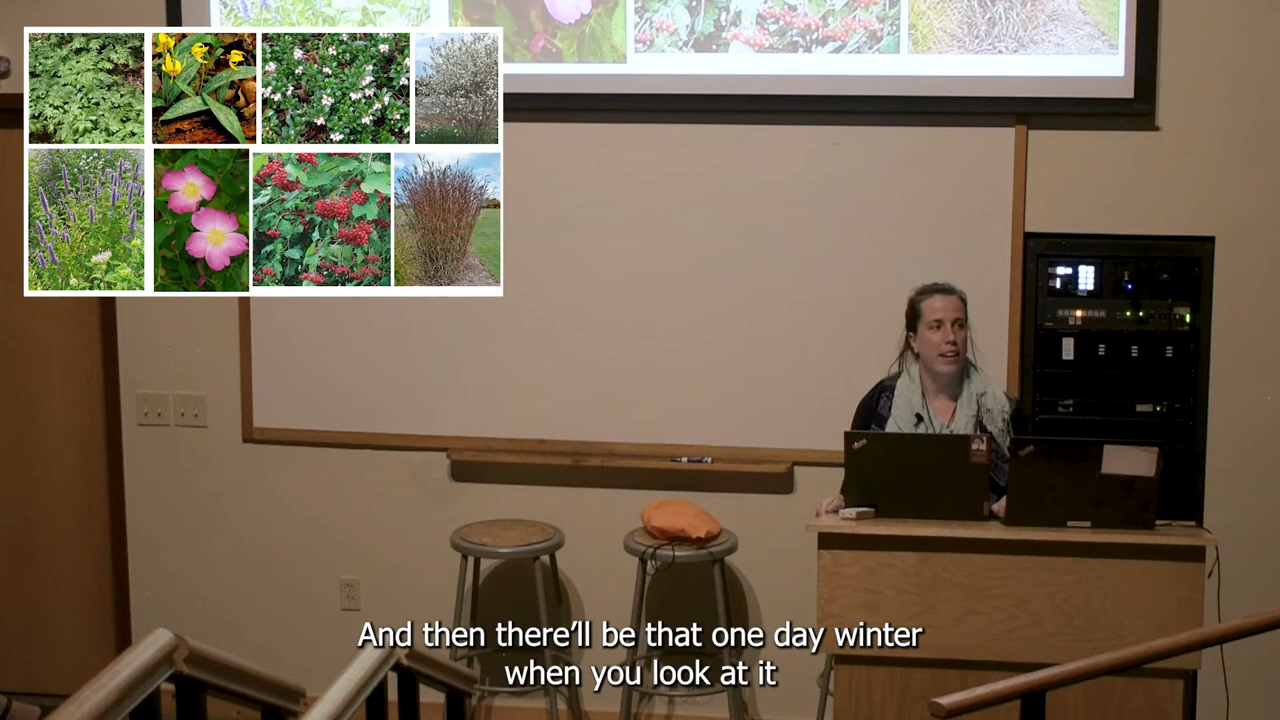 And then there’ll be that one day winter
when you look at it